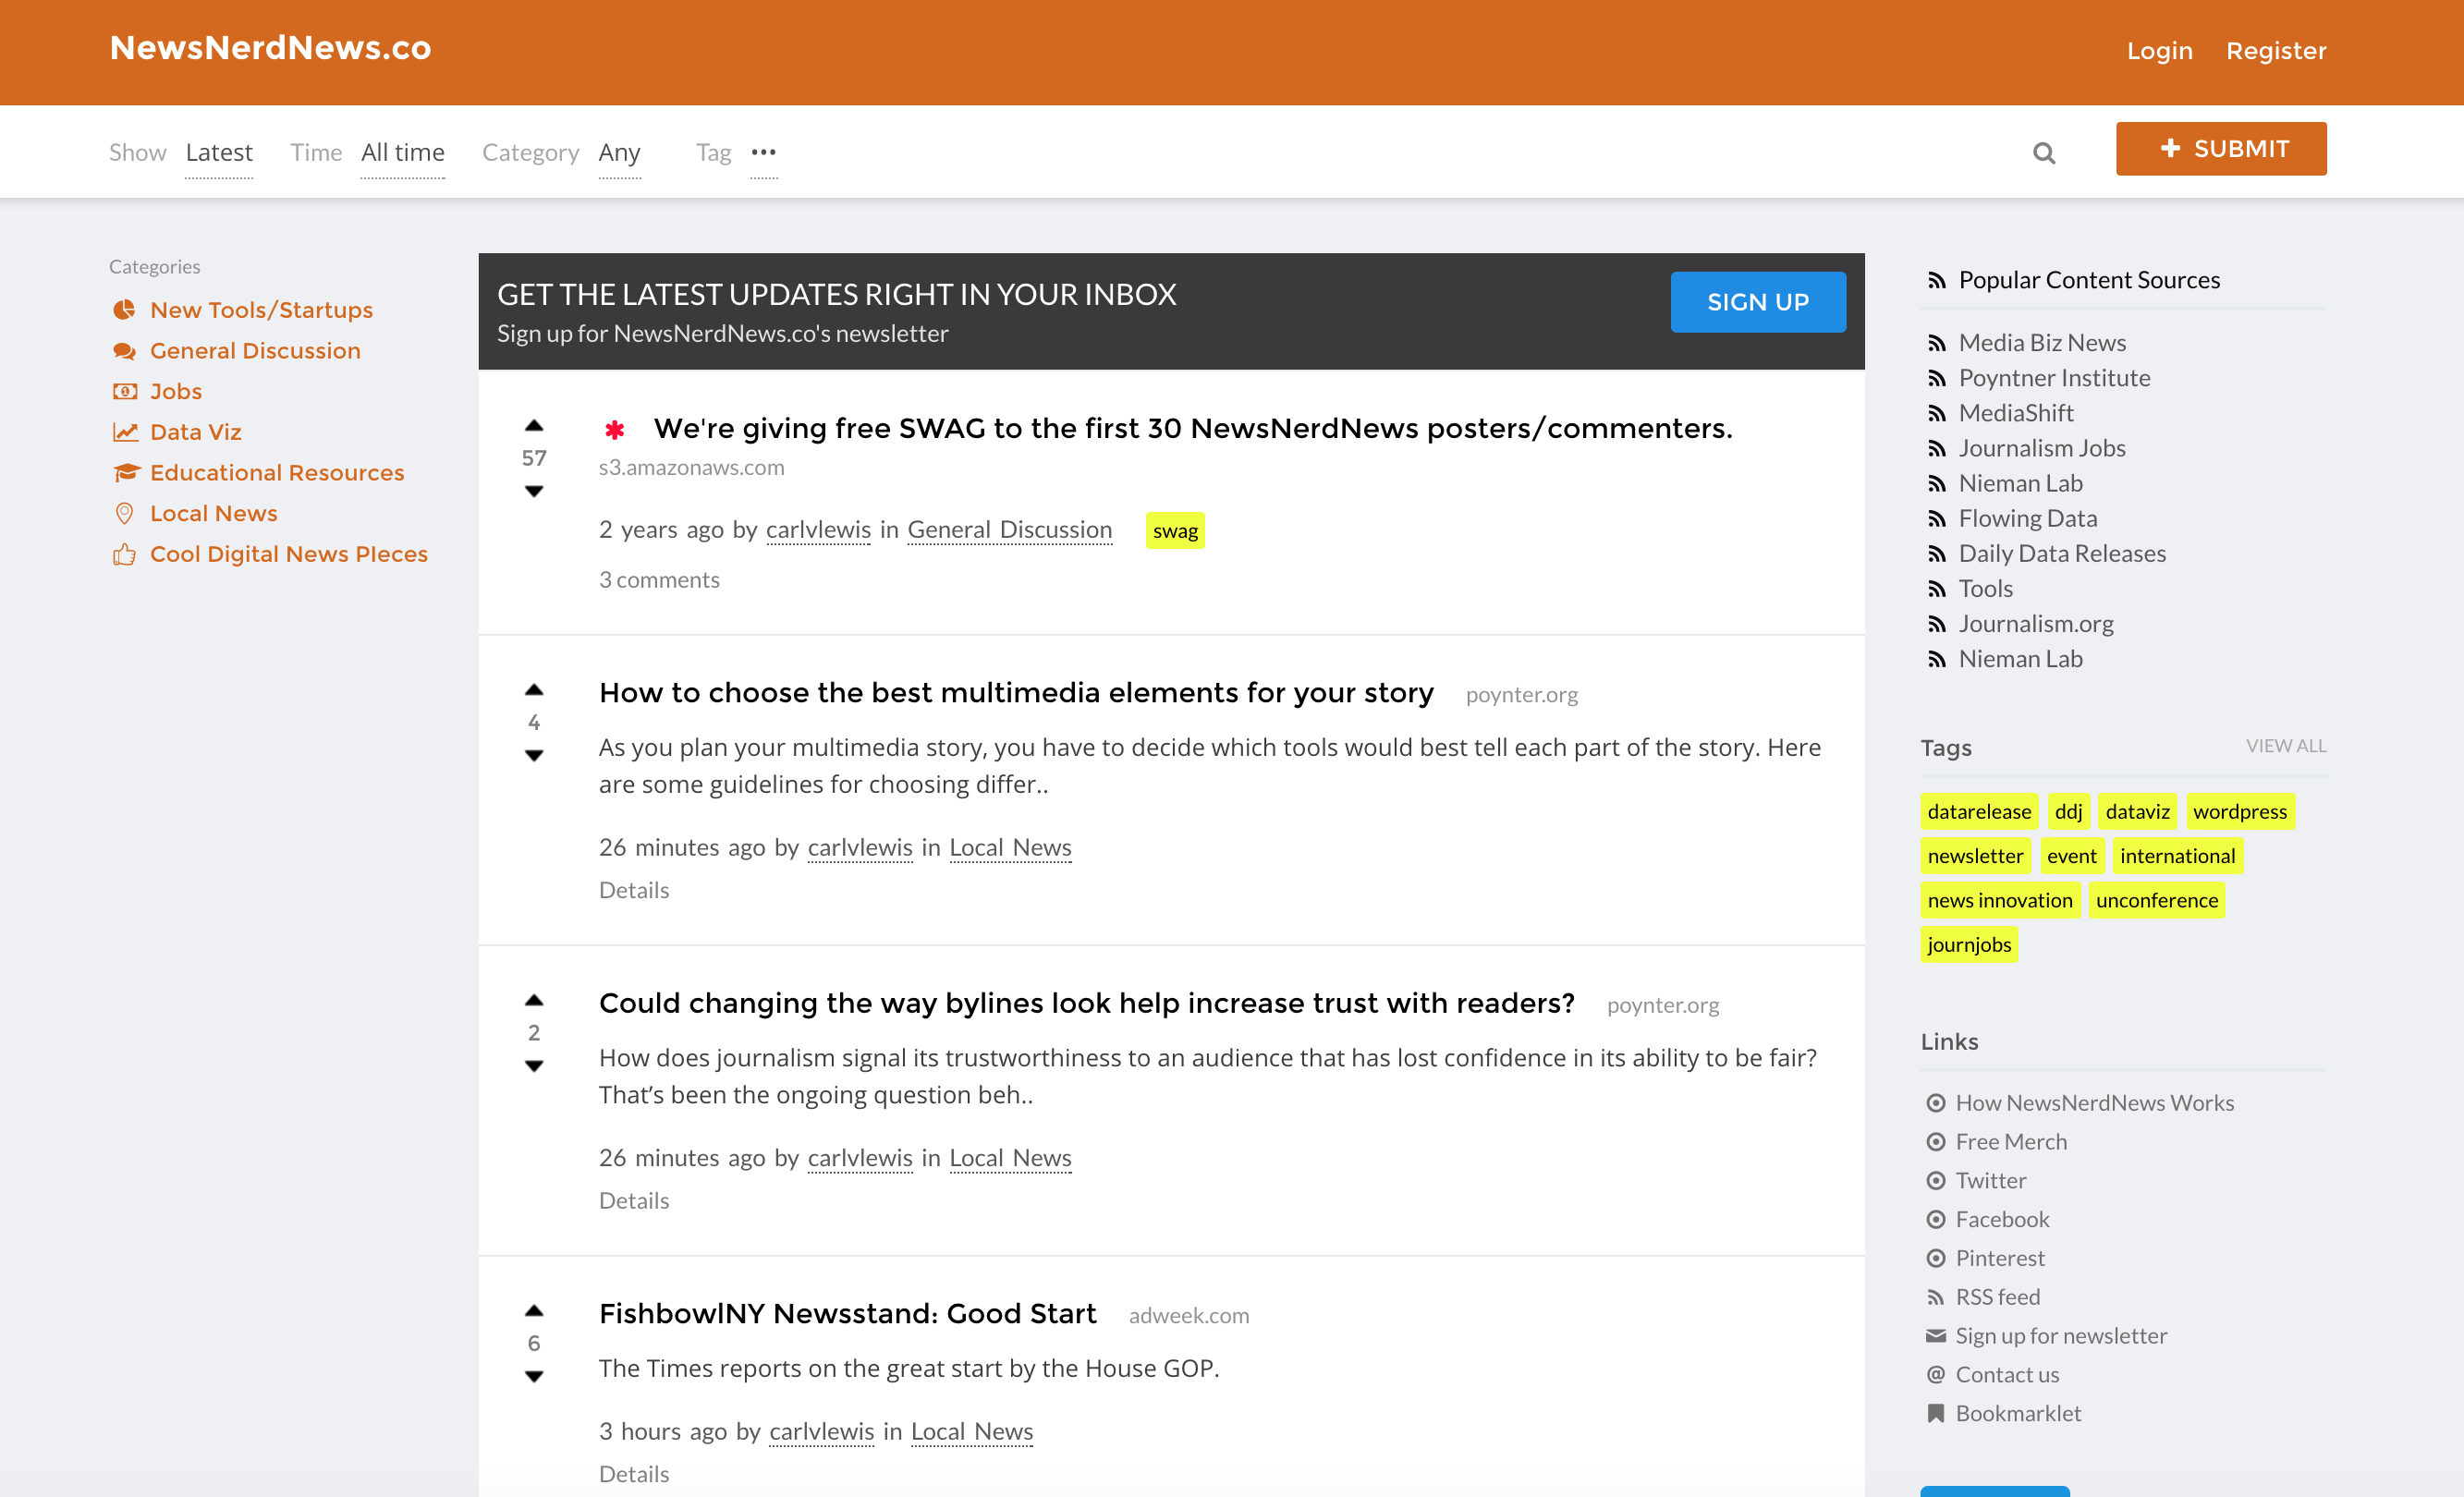 NewsNerdNews.co
Login Register
Show Latest Time All time Category Any Tag •••
SUBMIT
Categories
New Tools/Startups
General Discussion
Jobs
Data Viz
Educational Resources
Local News
Cool Digital News PIeces
GET THE LATEST UPDATES RIGHT IN YOUR INBOX
Sign up for NewsNerdNews.co's newsletter
SIGN UP
57
* We're giving free SWAG to the first 30 NewsNerdNews posters/commenters.
s3.amazonaws.com
2 years ago by carlvlewis in General Discussion swag
3 comments
4
How to choose the best multimedia elements for your story poynter.org
As you plan your multimedia story, you have to decide which tools would best tell each part of the story. Here
are some guidelines for choosing differ..
26 minutes ago by carlvlewis in Local News
Details
2
Could changing the way bylines look help increase trust with readers? poynter.org
How does journalism signal its trustworthiness to an audience that has lost confidence in its ability to be fair?
That’s been the ongoing question beh..
26 minutes ago by carlvlewis in Local News
Details
6
FishbowlNY Newsstand: Good Start adweek.com
The Times reports on the great start by the House GOP.
3 hours ago by carlvlewis in Local News
Details
Popular Content Sources
Media Biz News
Poyntner Institute
MediaShift
Journalism Jobs
Nieman Lab
Flowing Data
Daily Data Releases
Tools
Journalism.org
Nieman Lab
Tags VIEW ALL
datarelease ddj dataviz wordpress
newsletter event international
news innovation unconference
journjobs
Links
How NewsNerdNews Works
Free Merch
Twitter
Facebook
Pinterest
RSS feed
Sign up for newsletter
@ Contact us
Bookmarklet